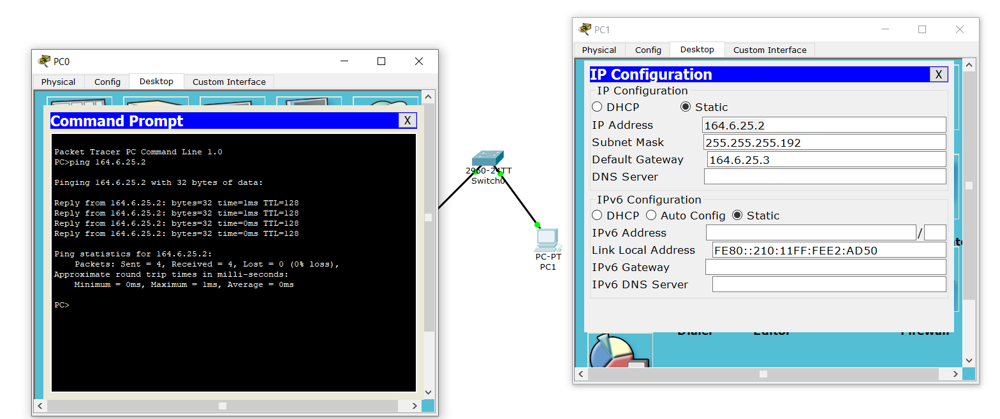 PC0
Physical Config Desktop Custom Interface
Command Prompt X
Packet Tracer PC Command Line 1.0
PC>ping 164.6.25.2
Pinging 164.6.25.2 with 32 bytes of data:
Reply from 164.6.25.2: bytes=32 time=1ms TTL=128
Reply from 164.6.25.2: bytes=32 time=1ms TTL=128
Reply from 164.6.25.2: bytes=32 time=0ms TTL=128
Reply from 164.6.25.2: bytes=32 time=0ms TTL=128
Ping statistics for 164.6.25.2:
Packets: Sent = 4, Received = 4, Lost = 0 (0% loss),
Approximate round trip times in milli-seconds:
Minimum = 0ms, Maximum = 1ms, Average = 0ms
PC>
2960-24TT
Switch0
PC-PT
PC1
PC1
Physical Config Desktop Custom Interface
IP Configuration X
IP Configuration
DHCP Static
IP Address 164.6.25.2
Subnet Mask 255.255.255.192
Default Gateway 164.6.25.3
DNS Server
IPv6 Configuration
DHCP Auto Config Static
IPv6 Address /
Link Local Address FE80::210:11FF:FEE2:AD50
IPv6 Gateway
IPv6 DNS Server
Dialer Editor Firewall